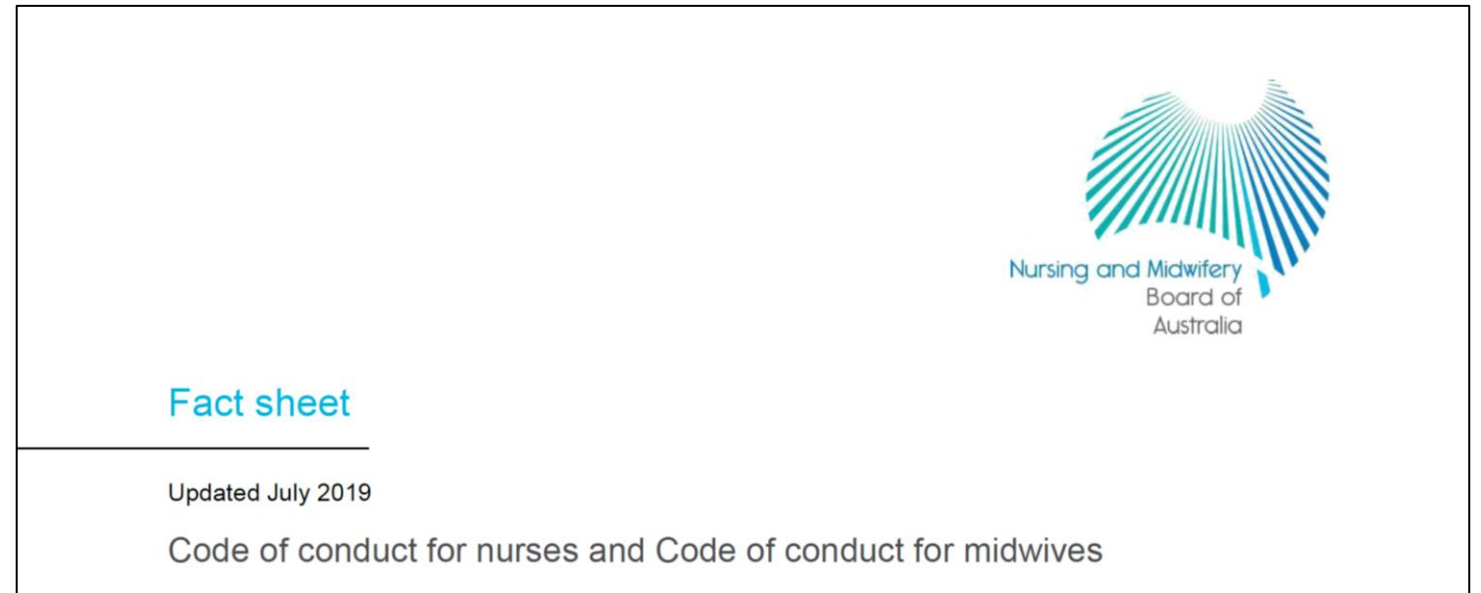 Nursing and Midwifery
Board of
Australia
Fact sheet
Updated July 2019
Code of conduct for nurses and Code of conduct for midwives